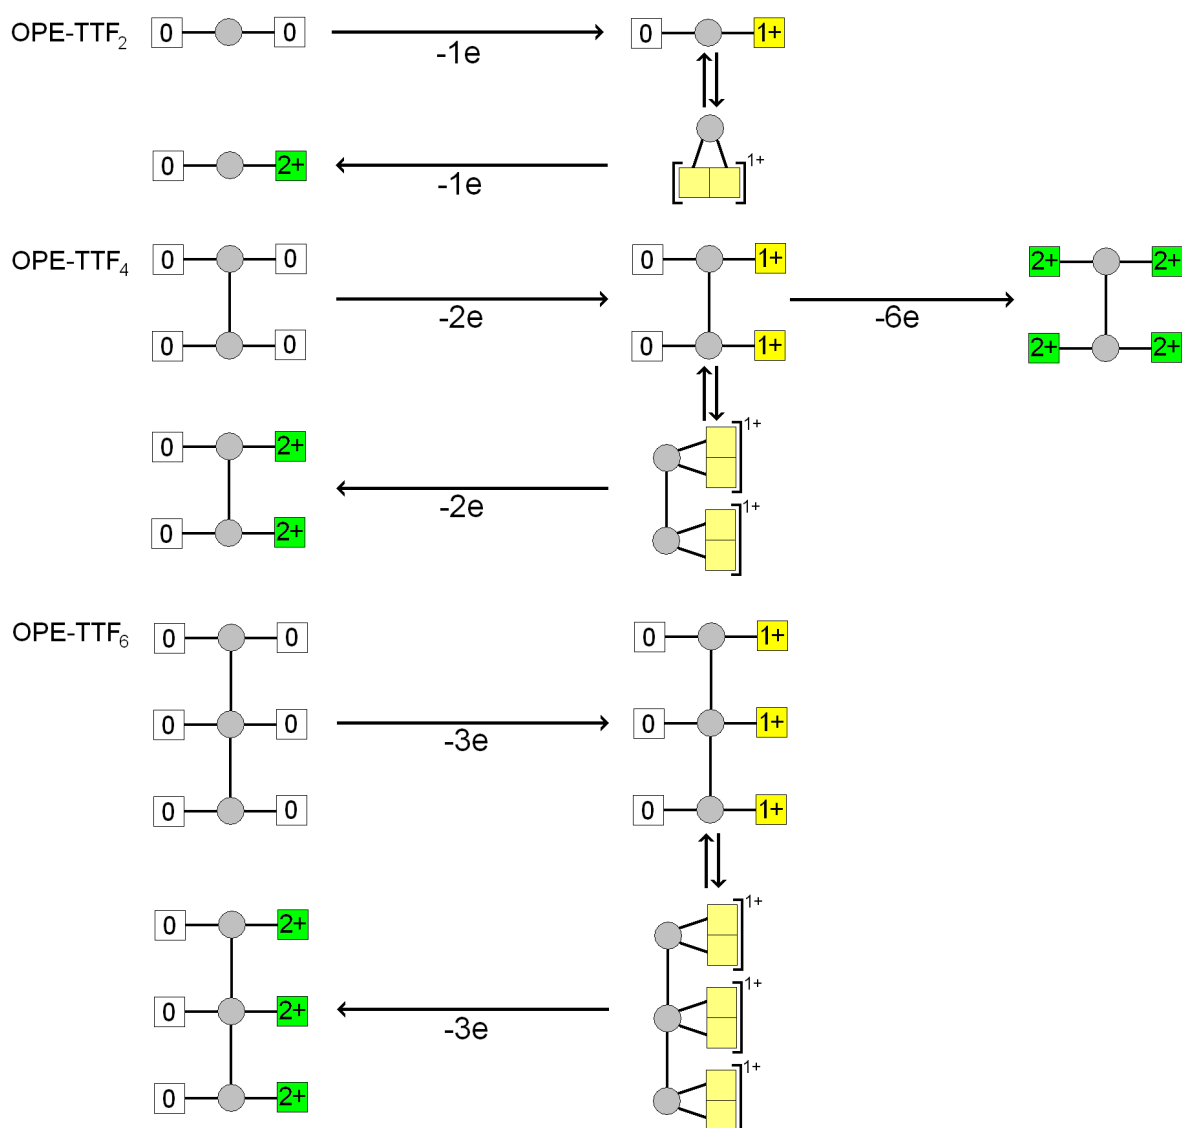 OPE-TTF₂ 0 0 -1e 0 1+
0 2+ -1e 1+
OPE-TTF₄ 0 0 0 1+ 2+ 2+
-2e -6e
0 0 0 1+ 2+ 2+
1+
0 2+
-2e
1+
0 2+
OPE-TTF₆ 0 0 0 1+
0 0 -3e 0 1+
0 0 0 1+
1+
0 2+
1+
0 2+ -3e
1+
0 2+